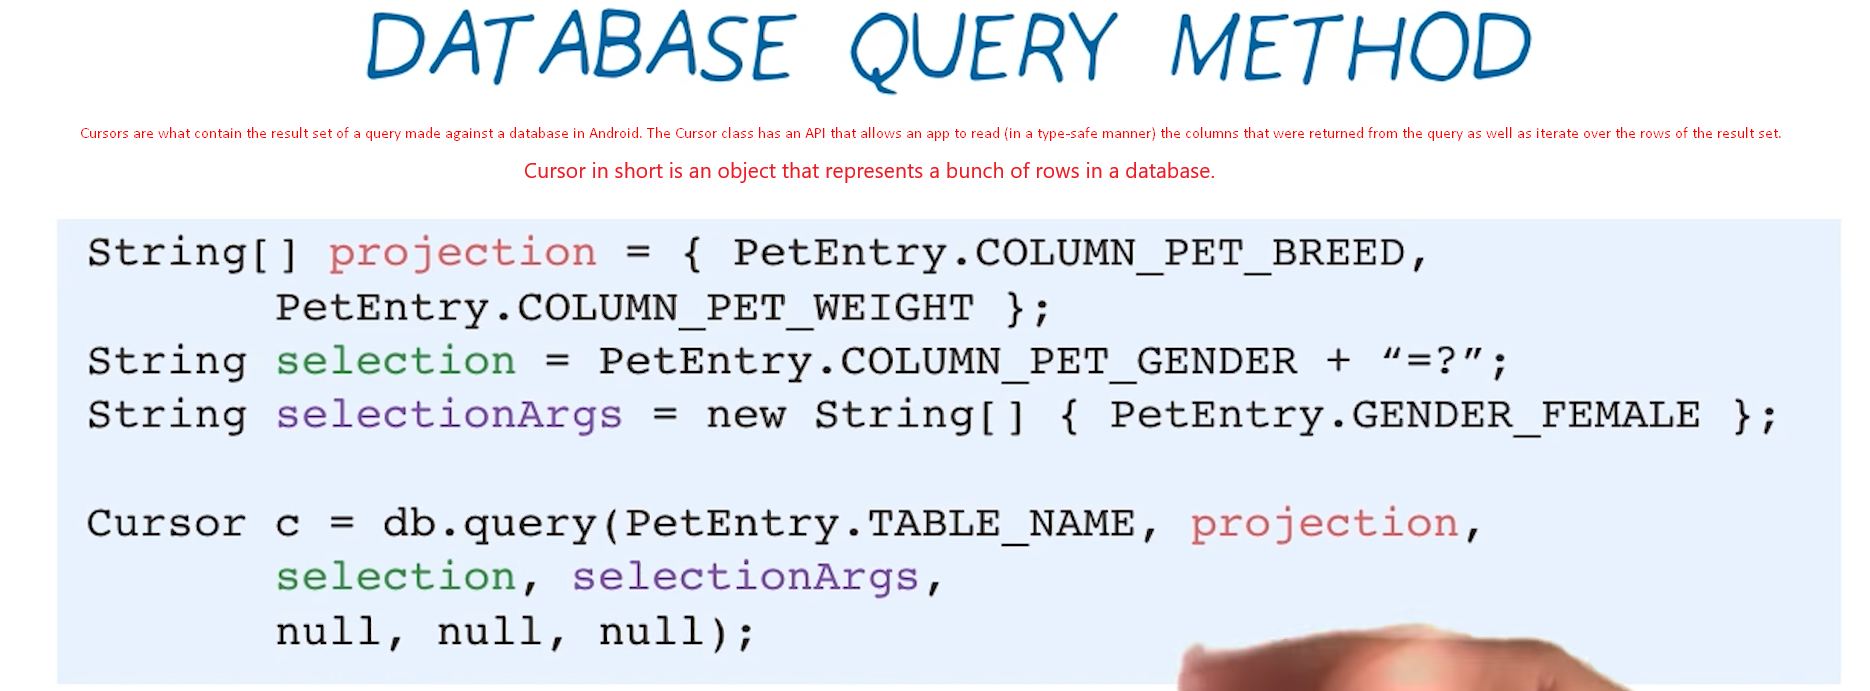 DATABASE QUERY METHOD
Cursors are what contain the result set of a query made against a database in Android. The Cursor class has an API that allows an app to read (in a type-safe manner) the columns that were returned from the query as well as iterate over the rows of the result set.
Cursor in short is an object that represents a bunch of rows in a database.
String[] projection = { PetEntry.COLUMN_PET_BREED,
PetEntry.COLUMN_PET_WEIGHT };
String selection = PetEntry.COLUMN_PET_GENDER + “=?”;
String selectionArgs = new String[] { PetEntry.GENDER_FEMALE };
Cursor c = db.query(PetEntry.TABLE_NAME, projection,
selection, selectionArgs,
null, null, null);